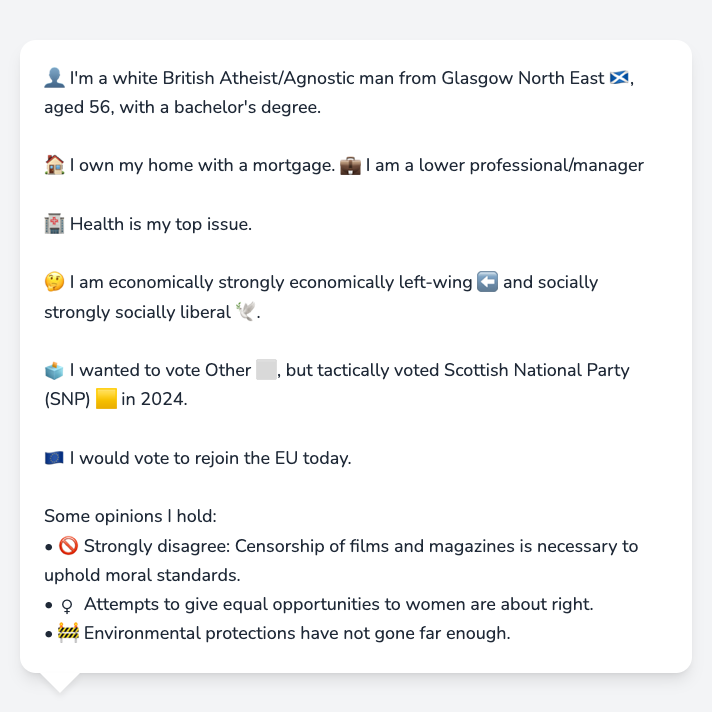 👤 I'm a white British Atheist/Agnostic man from Glasgow North East 🏴󠁧󠁢󠁳󠁣󠁴󠁿,
aged 56, with a bachelor's degree.
🏠 I own my home with a mortgage. 💼 I am a lower professional/manager
🏥 Health is my top issue.
🤔 I am economically strongly economically left-wing ⬅️ and socially
strongly socially liberal 🕊️.
🗳️ I wanted to vote Other ⬜, but tactically voted Scottish National Party
(SNP) 🟨 in 2024.
🇪🇺 I would vote to rejoin the EU today.
Some opinions I hold:
• 🚫 Strongly disagree: Censorship of films and magazines is necessary to
uphold moral standards.
• ♀ Attempts to give equal opportunities to women are about right.
• 🚧 Environmental protections have not gone far enough.